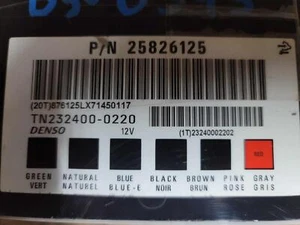 P/N 25826125
(20T)876125LX71450117
TN232400-0220
DENSO 12V (1T)23240002202
RED
GREEN NATURAL BLUE BLACK BROWN PINK GRAY
VERT NATUREL BLUE-E NOIR BRUN ROSE GRIS